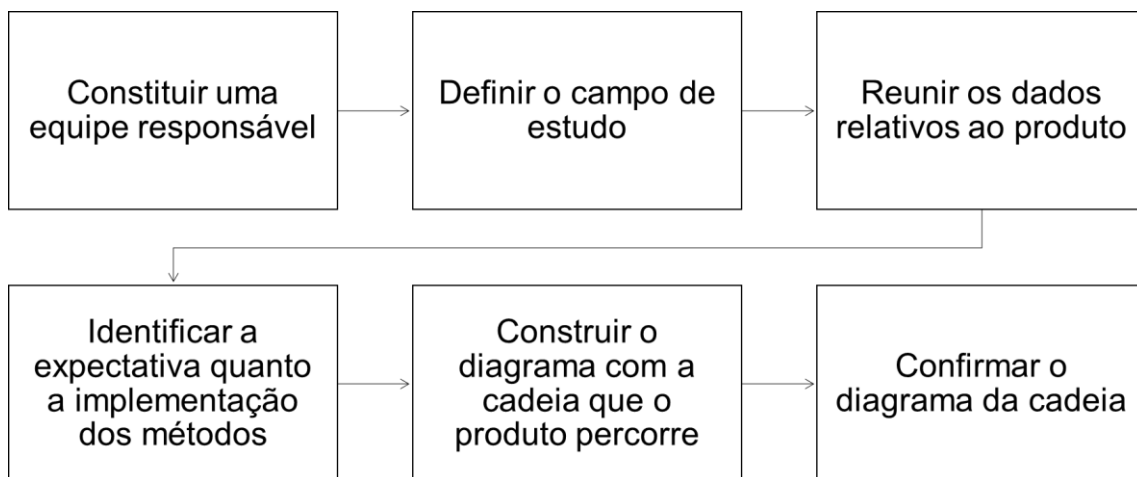 Constituir uma
equipe responsável
Definir o campo de
estudo
Reunir os dados
relativos ao produto
Identificar a
expectativa quanto
a implementação
dos métodos
Construir o
diagrama com a
cadeia que o
produto percorre
Confirmar o
diagrama da cadeia